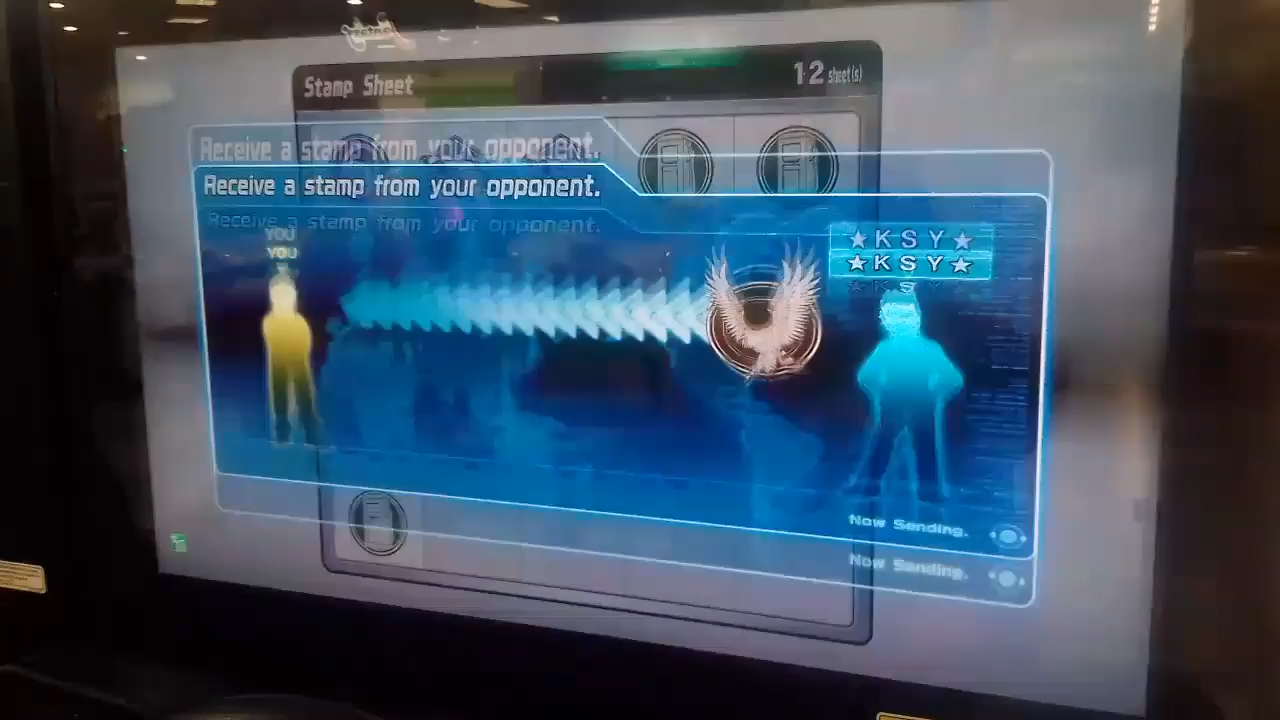 Stamp Sheet
12 sheet(s)
Receive a stamp from your opponent.
Receive a stamp from your opponent.
Receive a stamp from your opponent.
YOU
YOU
★KSY★
★KSY★
KSY
Now Sending.
Now Sending.